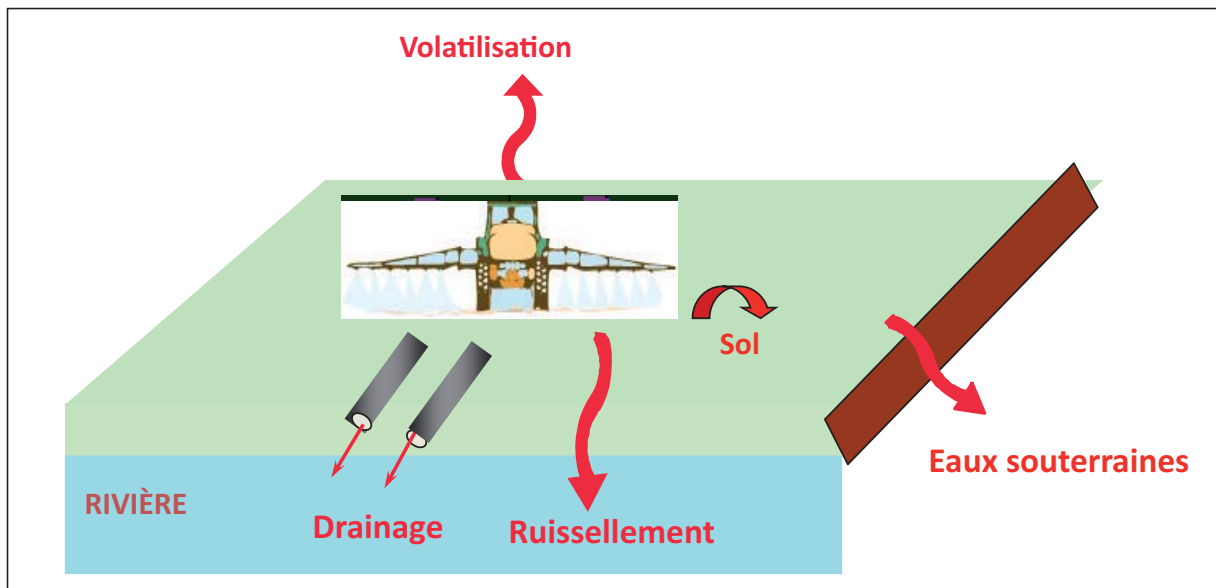 Volatilisation
Sol
Eaux souterraines
RIVIÈRE
Drainage
Ruissellement